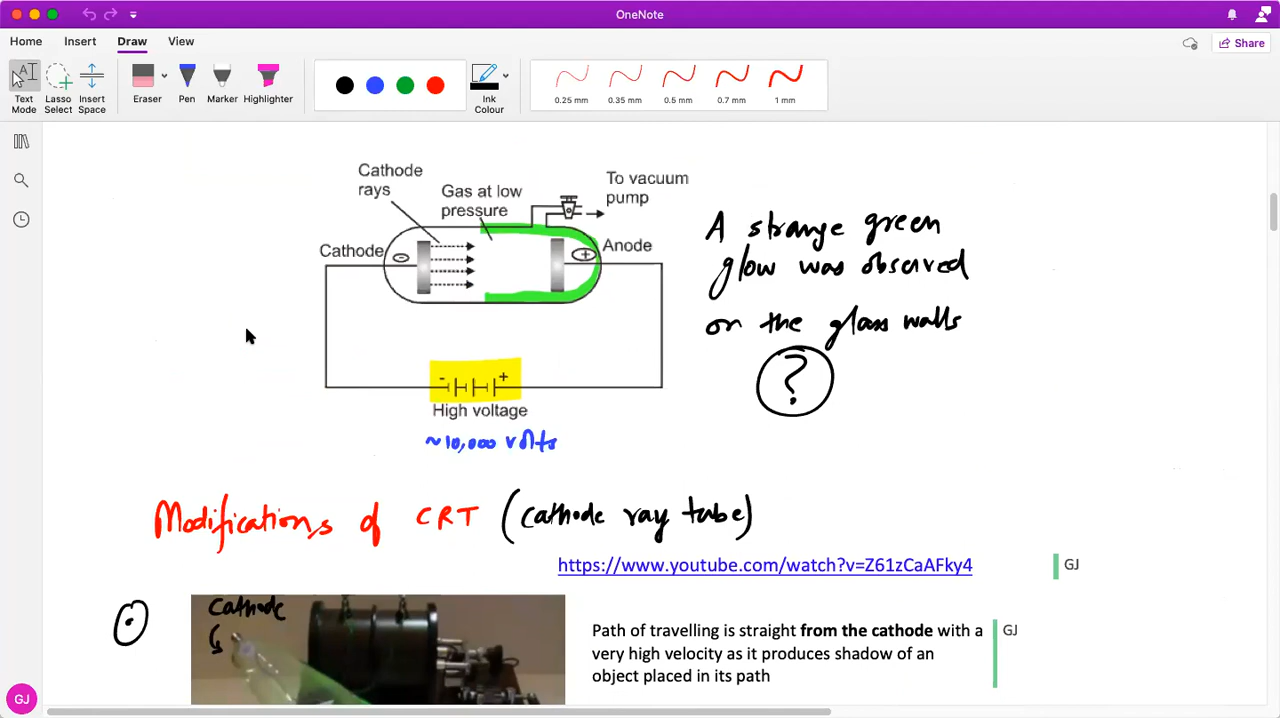 OneNote
Home Insert Draw View
Share
Text Mode
Lasso Select
Insert Space
Eraser
Pen
Marker
Highlighter
Ink Colour
0.25 mm
0.35 mm
0.5 mm
0.7 mm
1 mm
Cathode rays
Gas at low pressure
To vacuum pump
Cathode
-
Anode
+
- +
High voltage
~10,000 volts
A strange green
glow was observed
on the glass walls
?
Modifications of CRT (cathode ray tube)
https://www.youtube.com/watch?v=Z61zCaAFky4
GJ
Cathode
Path of travelling is straight from the cathode with a
very high velocity as it produces shadow of an
object placed in its path
GJ
GJ